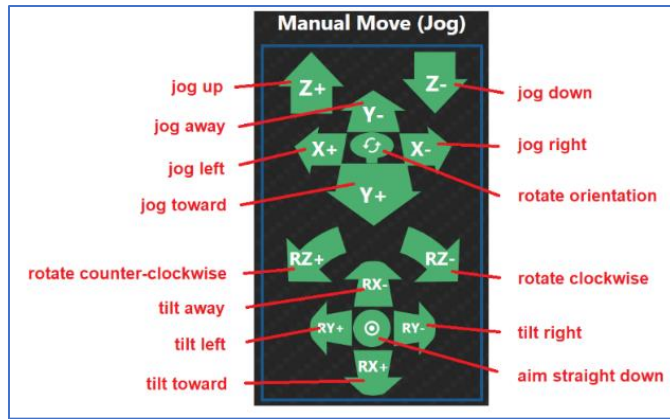 Manual Move (Jog)
jog up
Z+
Z-
jog down
jog away
Y-
jog left
X+
X-
jog right
jog toward
Y+
rotate orientation
RZ+
RZ-
rotate counter-clockwise
rotate clockwise
tilt away
RX-
tilt left
RY+
RY-
tilt right
tilt toward
RX+
aim straight down